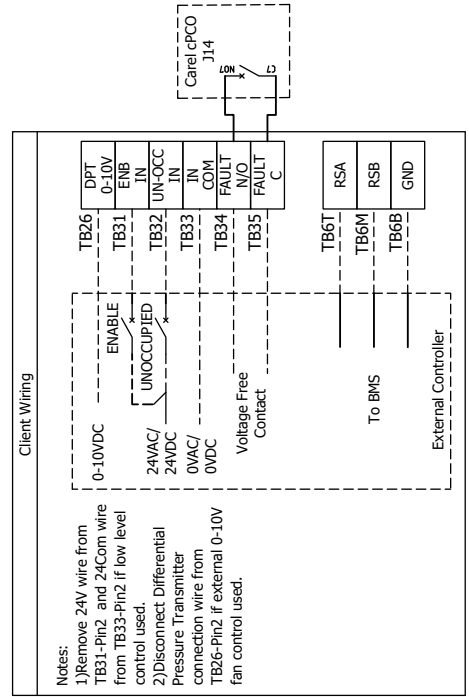 Client Wiring
Notes:
1)Remove 24V wire from
TB31-Pin2 and 24Com wire
from TB33-Pin2 if low level
control used.
2)Disconnect Differential
Pressure Transmitter
connection wire from
TB26-Pin2 if external 0-10V
fan control used.
0-10VDC
ENABLE
UNOCCUPIED
24VAC/
24VDC
0VAC/
0VDC
Voltage Free
Contact
To BMS
External Controller
TB26
DPT
0-10V
TB31
ENB
IN
TB32
UN-OCC
IN
TB33
IN
COM
TB34
FAULT
N/O
TB35
FAULT
C
TB6T
RSA
TB6M
RSB
TB6B
GND
Carel cPCO
J14
NO7
C7